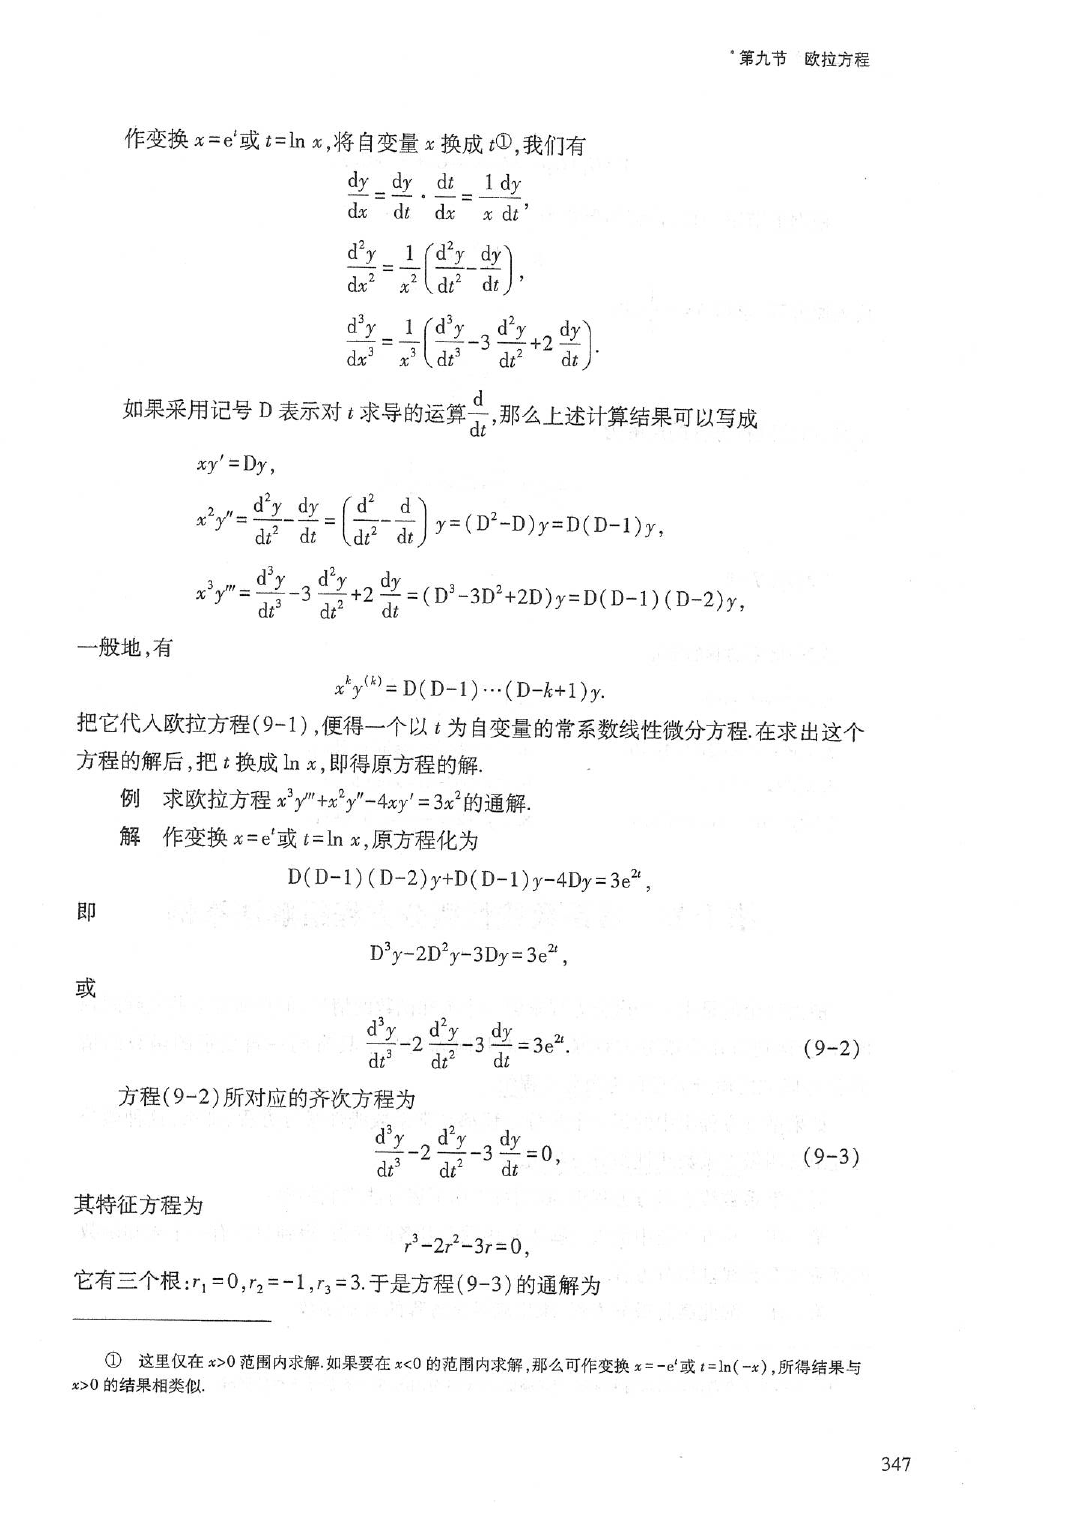 *第九节 欧拉方程
作变换 x=e^t或 t=ln x,将自变量 x 换成 t①,我们有
dy/dx=dy/dt·dt/dx=1/x dy/dt,
d²y/dx²=1/x²(d²y/dt²-dy/dt),
d³y/dx³=1/x³(d³y/dt³-3d²y/dt²+2dy/dt).
如果采用记号 D 表示对 t 求导的运算d/dt,那么上述计算结果可以写成
xy′=Dy,
x²y″=d²y/dt²-dy/dt=(d²/dt²-d/dt)y=(D²-D)y=D(D-1)y,
x³y‴=d³y/dt³-3d²y/dt²+2dy/dt=(D³-3D²+2D)y=D(D-1)(D-2)y,
一般地,有
x^k y^(k)=D(D-1)…(D-k+1)y.
把它代入欧拉方程(9-1),便得一个以 t 为自变量的常系数线性微分方程.在求出这个
方程的解后,把 t 换成 ln x,即得原方程的解.
例 求欧拉方程 x³y‴+x²y″-4xy′=3x²的通解.
解 作变换 x=e^t或 t=ln x,原方程化为
D(D-1)(D-2)y+D(D-1)y-4Dy=3e^2t,
即
D³y-2D²y-3Dy=3e^2t,
或
d³y/dt³-2d²y/dt²-3dy/dt=3e^2t. (9-2)
方程(9-2)所对应的齐次方程为
d³y/dt³-2d²y/dt²-3dy/dt=0, (9-3)
其特征方程为
r³-2r²-3r=0,
它有三个根:r₁=0,r₂=-1,r₃=3.于是方程(9-3)的通解为
① 这里仅在 x>0 范围内求解.如果要在 x<0 的范围内求解,那么可作变换 x=-e^t或 t=ln(-x),所得结果与
x>0 的结果相类似.
347